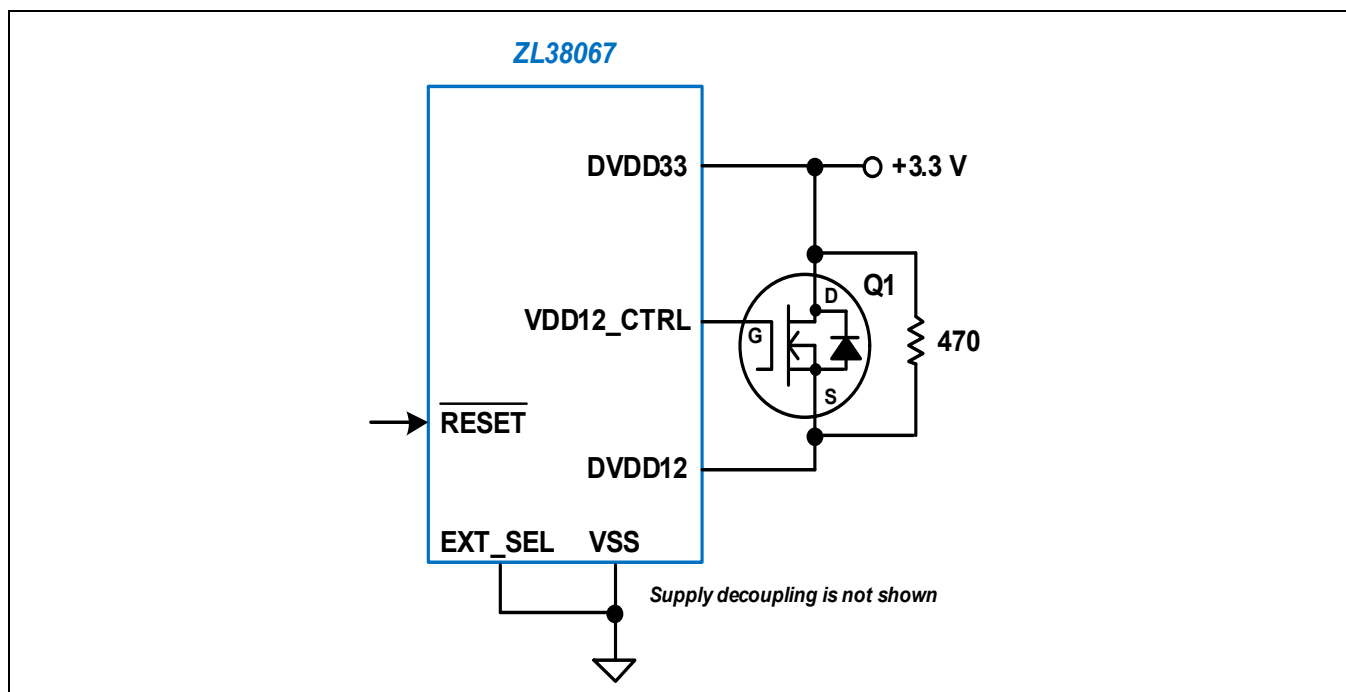 ZL38067
DVDD33
+3.3 V
D
Q1
VDD12_CTRL
G
470
S
RESET
DVDD12
EXT_SEL VSS
Supply decoupling is not shown